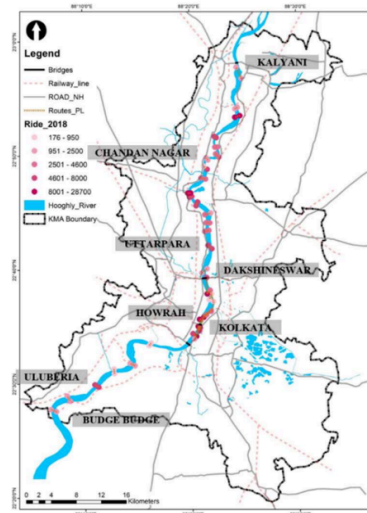 Legend
Bridges
Railway_line
ROAD_NH
Routes_PL
Ride_2018
176 - 950
951 - 2500
2501 - 4600
4601 - 8000
8001 - 28700
Hooghly_River
KMA Boundary
KALYANI
CHANDAN NAGAR
UTTARPARA
DAKSHINESWAR
HOWRAH
KOLKATA
ULUBERIA
BUDGE BUDGE
0 2 4 8 12 16
Kilometers